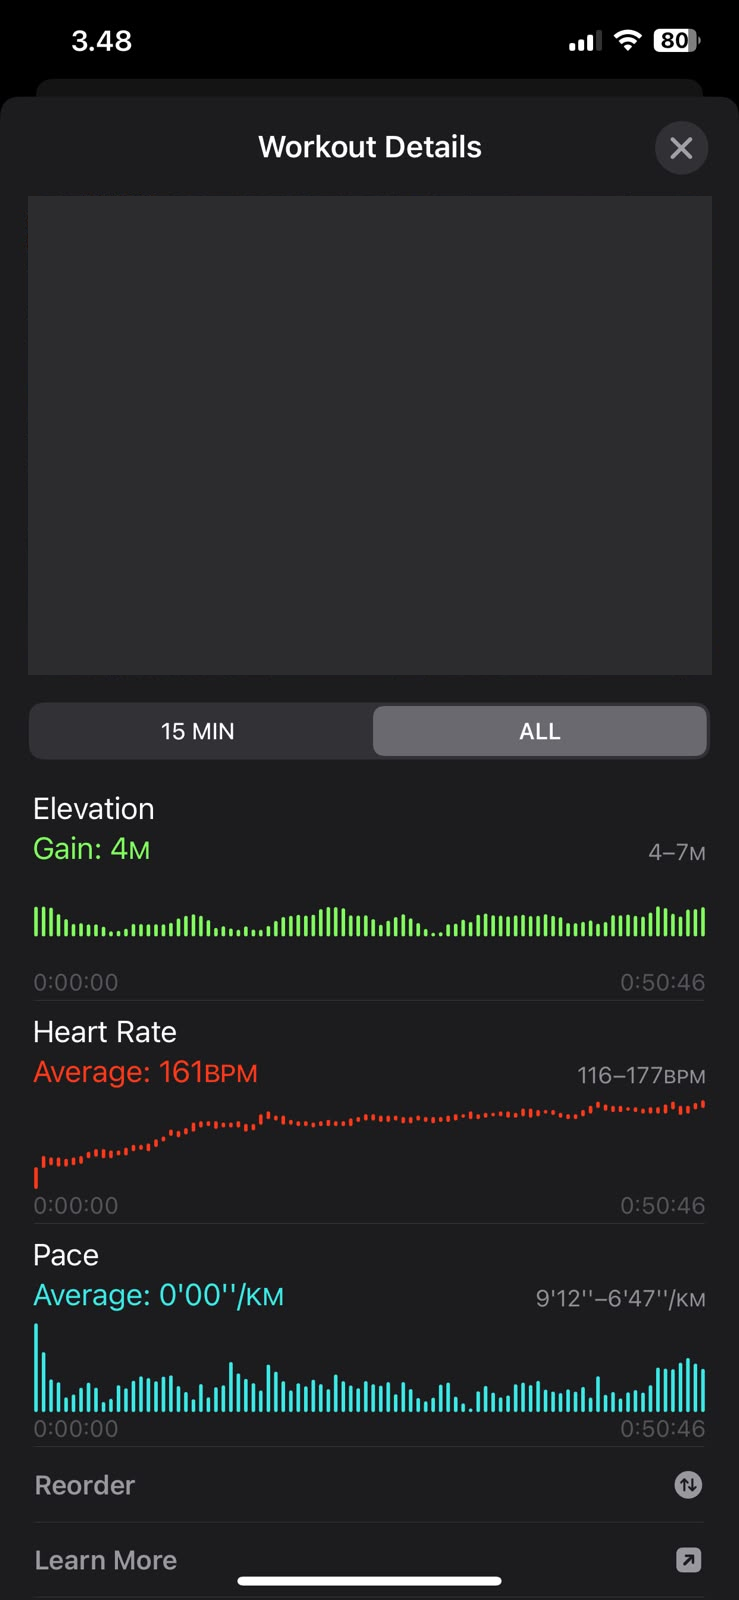 3.48
80
Workout Details
15 MIN
ALL
Elevation
Gain: 4M
4–7M
0:00:00
0:50:46
Heart Rate
Average: 161BPM
116–177BPM
0:00:00
0:50:46
Pace
Average: 0'00''/KM
9'12''–6'47''/KM
0:00:00
0:50:46
Reorder
Learn More